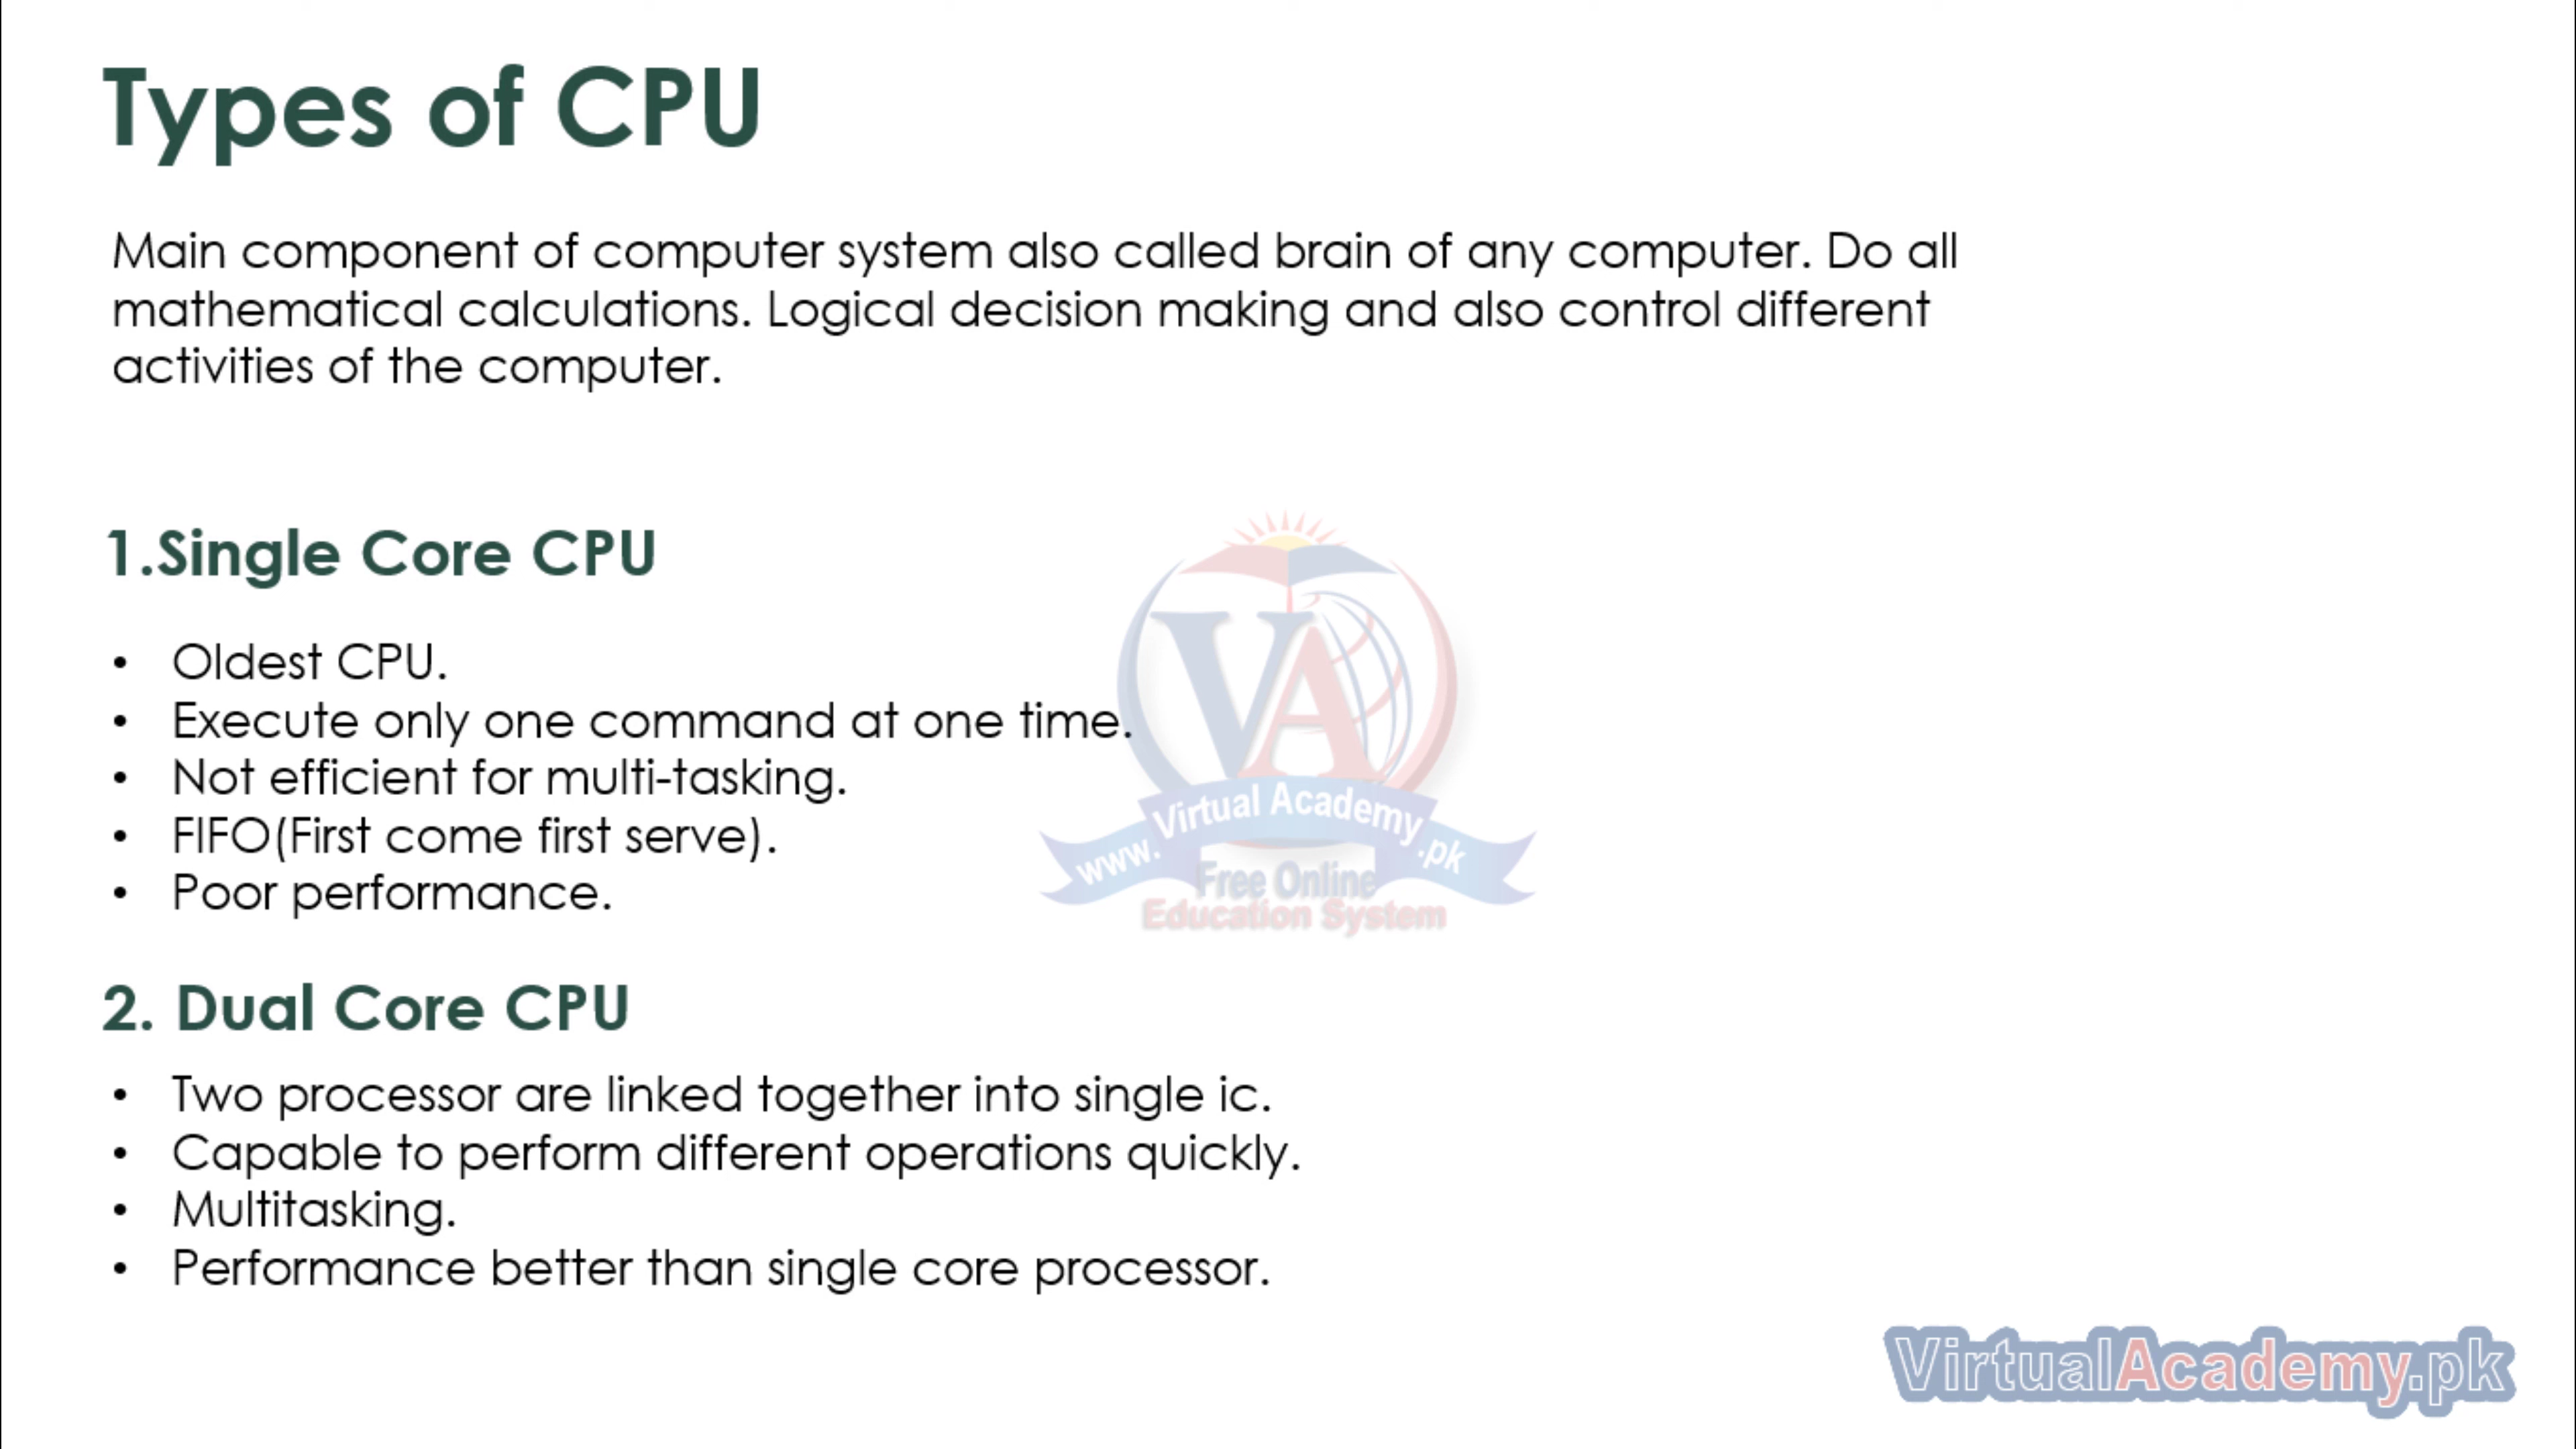 Types of CPU
Main component of computer system also called brain of any computer. Do all
mathematical calculations. Logical decision making and also control different
activities of the computer.
1.Single Core CPU
• Oldest CPU.
• Execute only one command at one time.
• Not efficient for multi-tasking.
• FIFO(First come first serve).
• Poor performance.
VA
www.Virtual Academy.pk
Free Online
Education System
2. Dual Core CPU
• Two processor are linked together into single ic.
• Capable to perform different operations quickly.
• Multitasking.
• Performance better than single core processor.
VirtualAcademy.pk